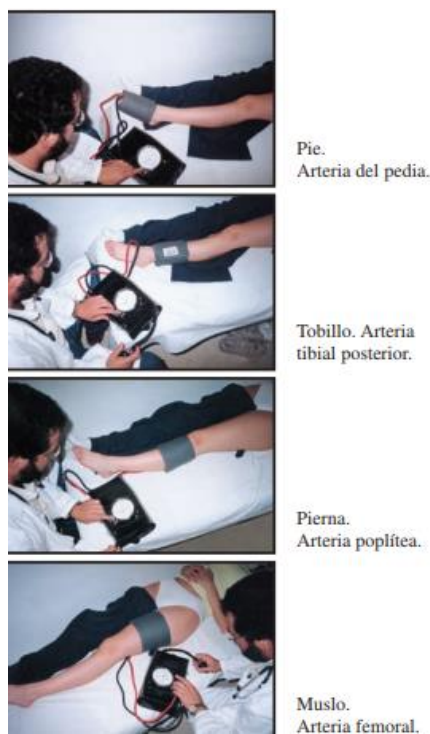 Pie.
Arteria del pedia.
Tobillo. Arteria
tibial posterior.
Pierna.
Arteria poplítea.
Muslo.
Arteria femoral.